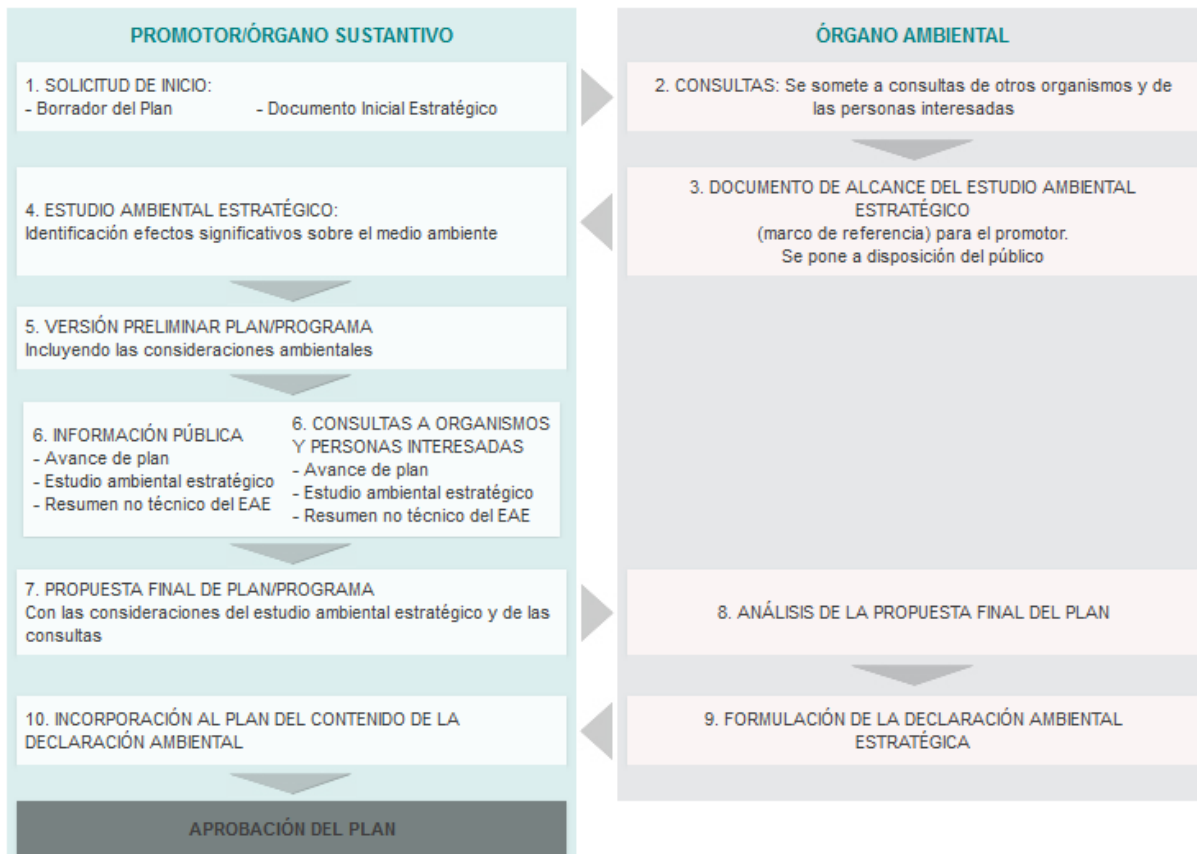 PROMOTOR/ÓRGANO SUSTANTIVO
ÓRGANO AMBIENTAL
1. SOLICITUD DE INICIO:
- Borrador del Plan - Documento Inicial Estratégico
2. CONSULTAS: Se somete a consultas de otros organismos y de
las personas interesadas
3. DOCUMENTO DE ALCANCE DEL ESTUDIO AMBIENTAL
ESTRATÉGICO
(marco de referencia) para el promotor.
Se pone a disposición del público
4. ESTUDIO AMBIENTAL ESTRATÉGICO:
Identificación efectos significativos sobre el medio ambiente
5. VERSIÓN PRELIMINAR PLAN/PROGRAMA
Incluyendo las consideraciones ambientales
6. INFORMACIÓN PÚBLICA
- Avance de plan
- Estudio ambiental estratégico
- Resumen no técnico del EAE
6. CONSULTAS A ORGANISMOS
Y PERSONAS INTERESADAS
- Avance de plan
- Estudio ambiental estratégico
- Resumen no técnico del EAE
7. PROPUESTA FINAL DE PLAN/PROGRAMA
Con las consideraciones del estudio ambiental estratégico y de las
consultas
8. ANÁLISIS DE LA PROPUESTA FINAL DEL PLAN
9. FORMULACIÓN DE LA DECLARACIÓN AMBIENTAL
ESTRATÉGICA
10. INCORPORACIÓN AL PLAN DEL CONTENIDO DE LA
DECLARACIÓN AMBIENTAL
APROBACIÓN DEL PLAN